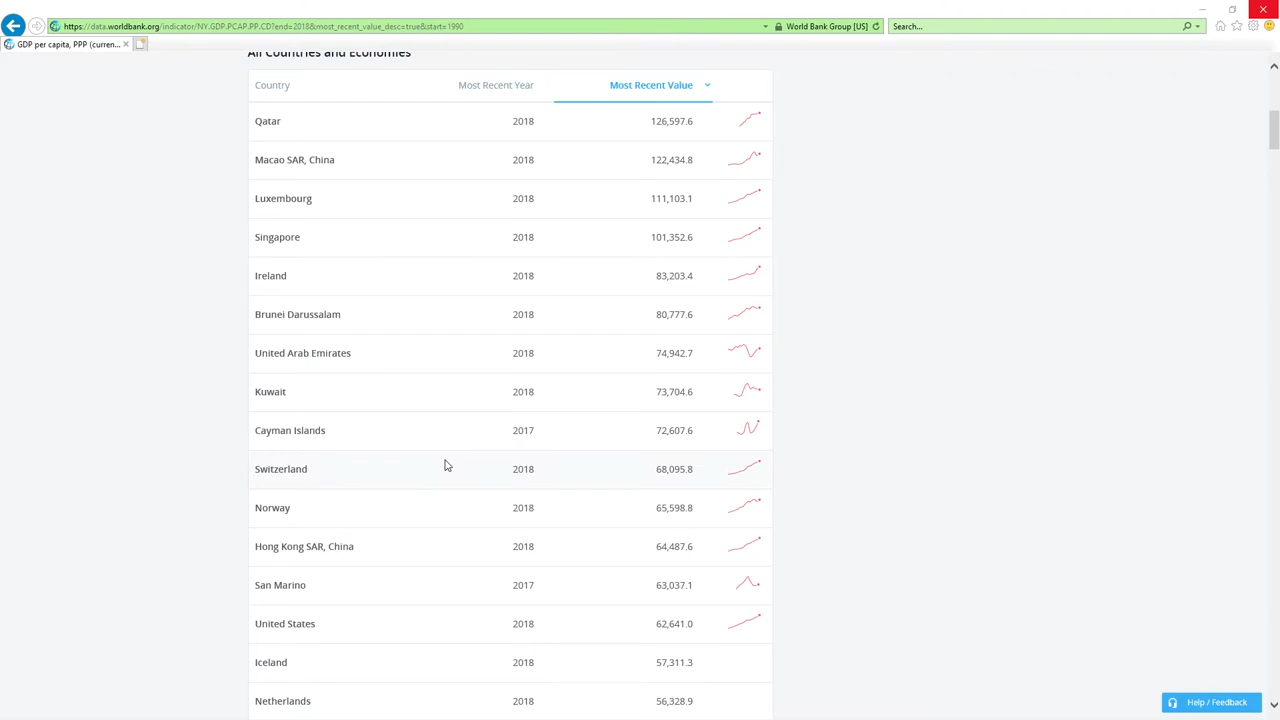 https://data.worldbank.org/indicator/NY.GDP.PCAP.PP.CD?end=2018&most_recent_value_desc=true&start=1990
World Bank Group [US]
Search...
GDP per capita, PPP (curren...
All Countries and Economies
Country Most Recent Year Most Recent Value
Qatar 2018 126,597.6
Macao SAR, China 2018 122,434.8
Luxembourg 2018 111,103.1
Singapore 2018 101,352.6
Ireland 2018 83,203.4
Brunei Darussalam 2018 80,777.6
United Arab Emirates 2018 74,942.7
Kuwait 2018 73,704.6
Cayman Islands 2017 72,607.6
Switzerland 2018 68,095.8
Norway 2018 65,598.8
Hong Kong SAR, China 2018 64,487.6
San Marino 2017 63,037.1
United States 2018 62,641.0
Iceland 2018 57,311.3
Netherlands 2018 56,328.9
Help / Feedback